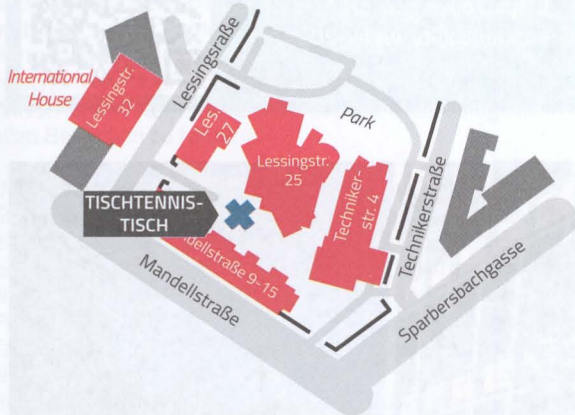 International
House
Lessingstr.
32
Lessingsraße
Les.
27
Lessingstr.
25
Park
Techniker-
str. 4
Technikerstraße
TISCHTENNIS-
TISCH
ndellstraße 9-15
Mandellstraße
Sparbersbachgasse